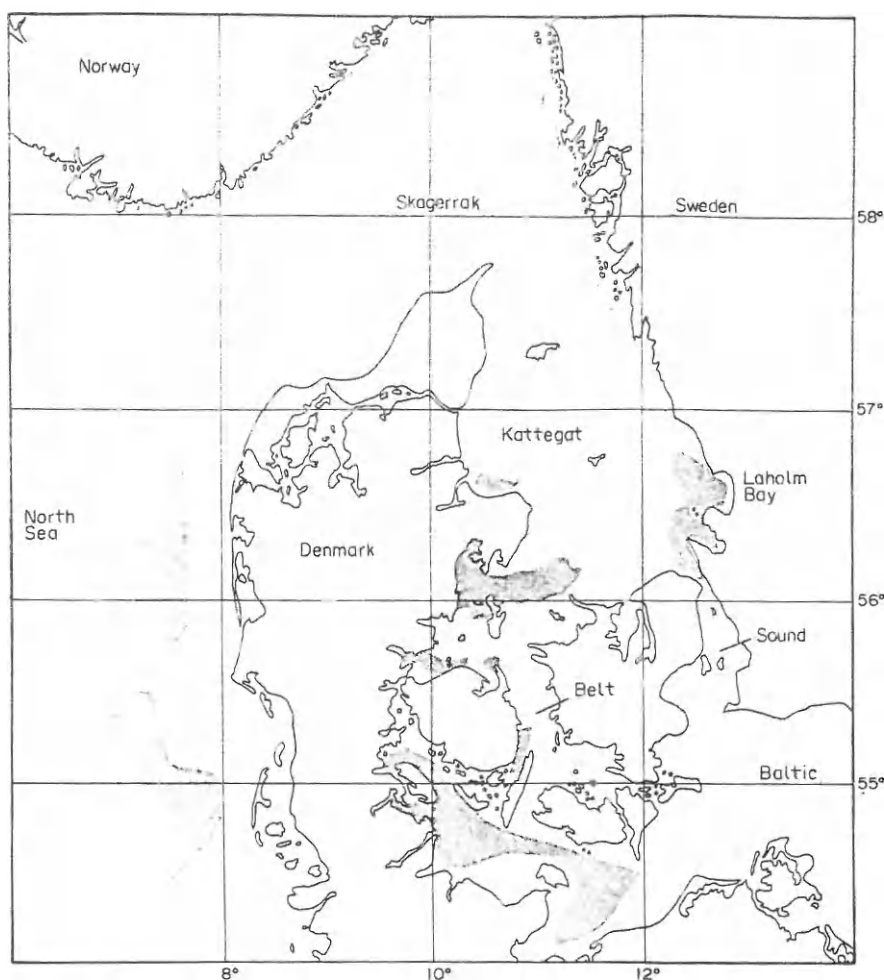 Norway
Skagerrak
Sweden
58°
57°
Kattegat
Laholm
Bay
North
Sea
Denmark
56°
Sound
Belt
Baltic
55°
8°
10°
12°